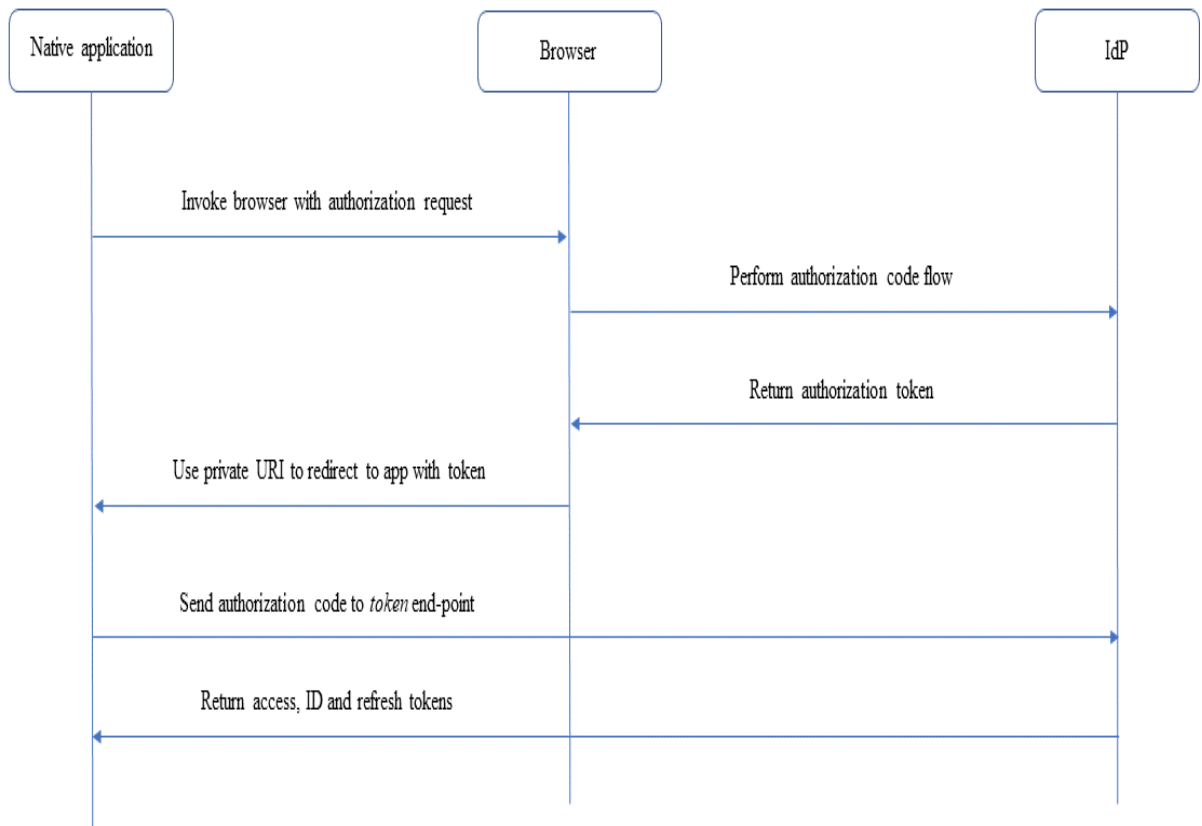 Native application
Browser
IdP
Invoke browser with authorization request
Perform authorization code flow
Return authorization token
Use private URI to redirect to app with token
Send authorization code to token end-point
Return access, ID and refresh tokens